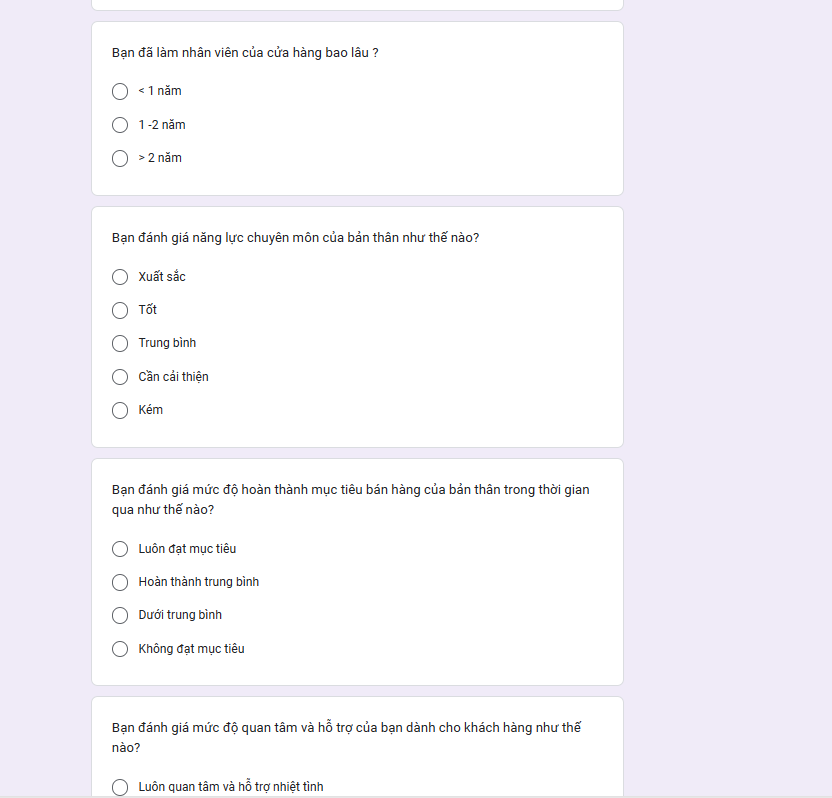 Bạn đã làm nhân viên của cửa hàng bao lâu ?
< 1 năm
1 -2 năm
> 2 năm
Bạn đánh giá năng lực chuyên môn của bản thân như thế nào?
Xuất sắc
Tốt
Trung bình
Cần cải thiện
Kém
Bạn đánh giá mức độ hoàn thành mục tiêu bán hàng của bản thân trong thời gian
qua như thế nào?
Luôn đạt mục tiêu
Hoàn thành trung bình
Dưới trung bình
Không đạt mục tiêu
Bạn đánh giá mức độ quan tâm và hỗ trợ của bạn dành cho khách hàng như thế
nào?
Luôn quan tâm và hỗ trợ nhiệt tình